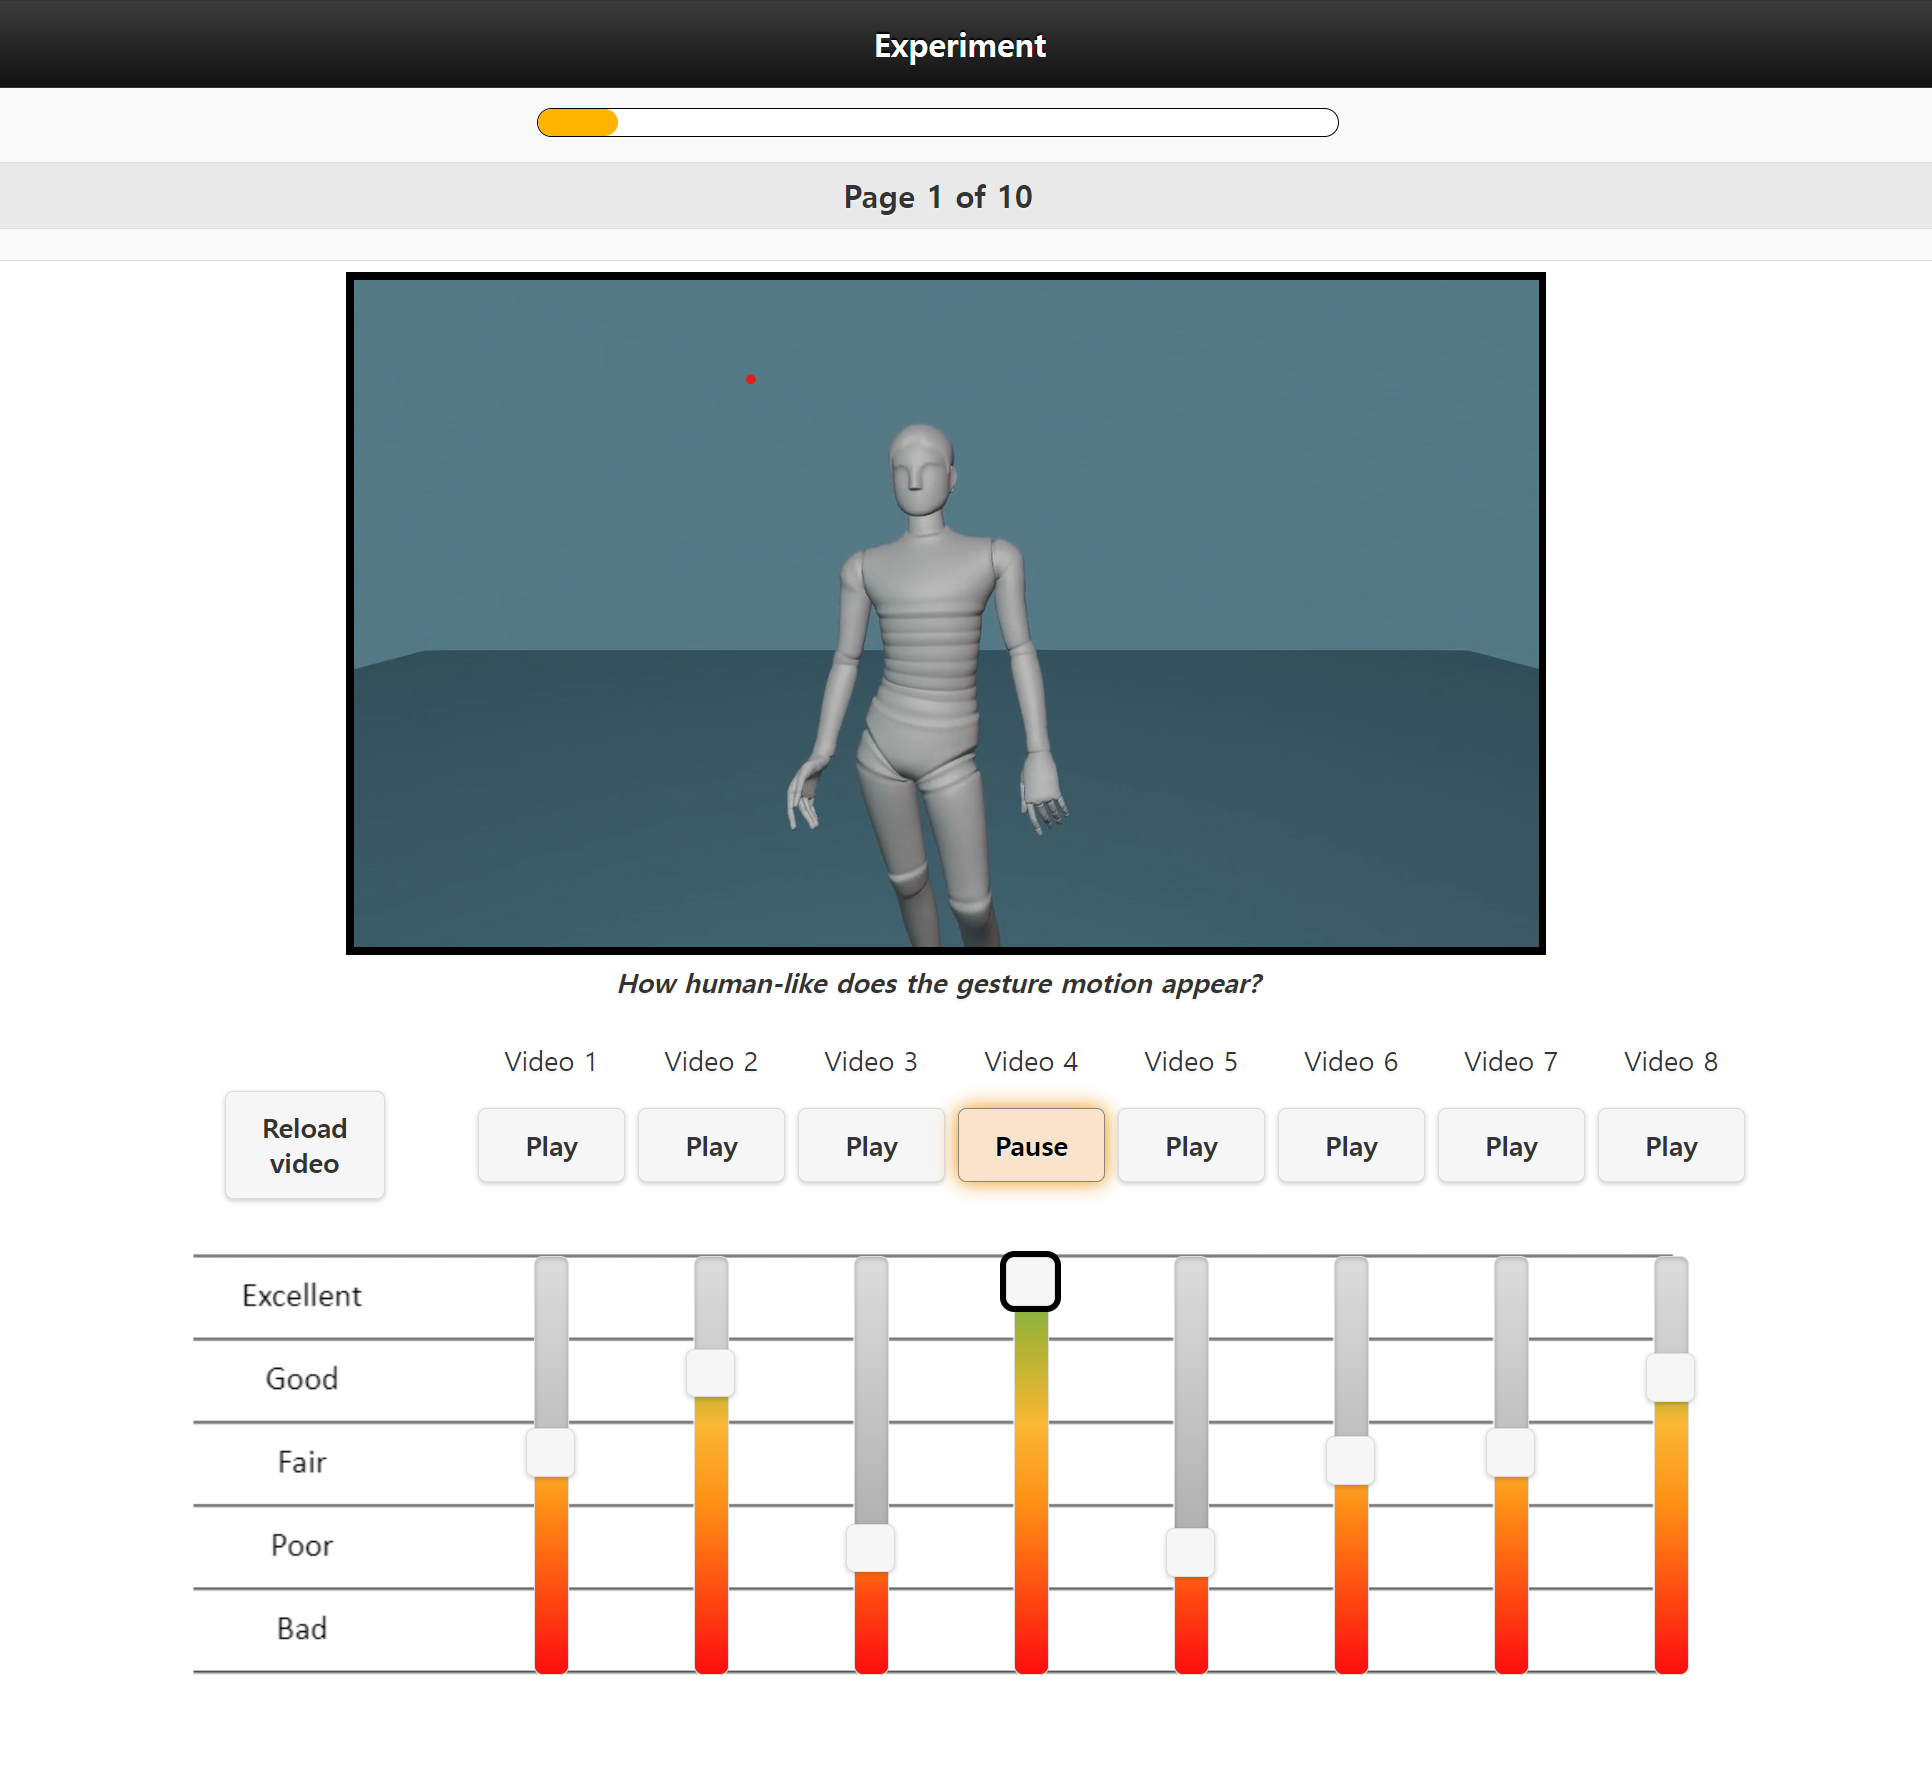 Experiment
Page 1 of 10
How human-like does the gesture motion appear?
Video 1 Video 2 Video 3 Video 4 Video 5 Video 6 Video 7 Video 8
Reload
video
Play Play Play Pause Play Play Play Play
Excellent
Good
Fair
Poor
Bad